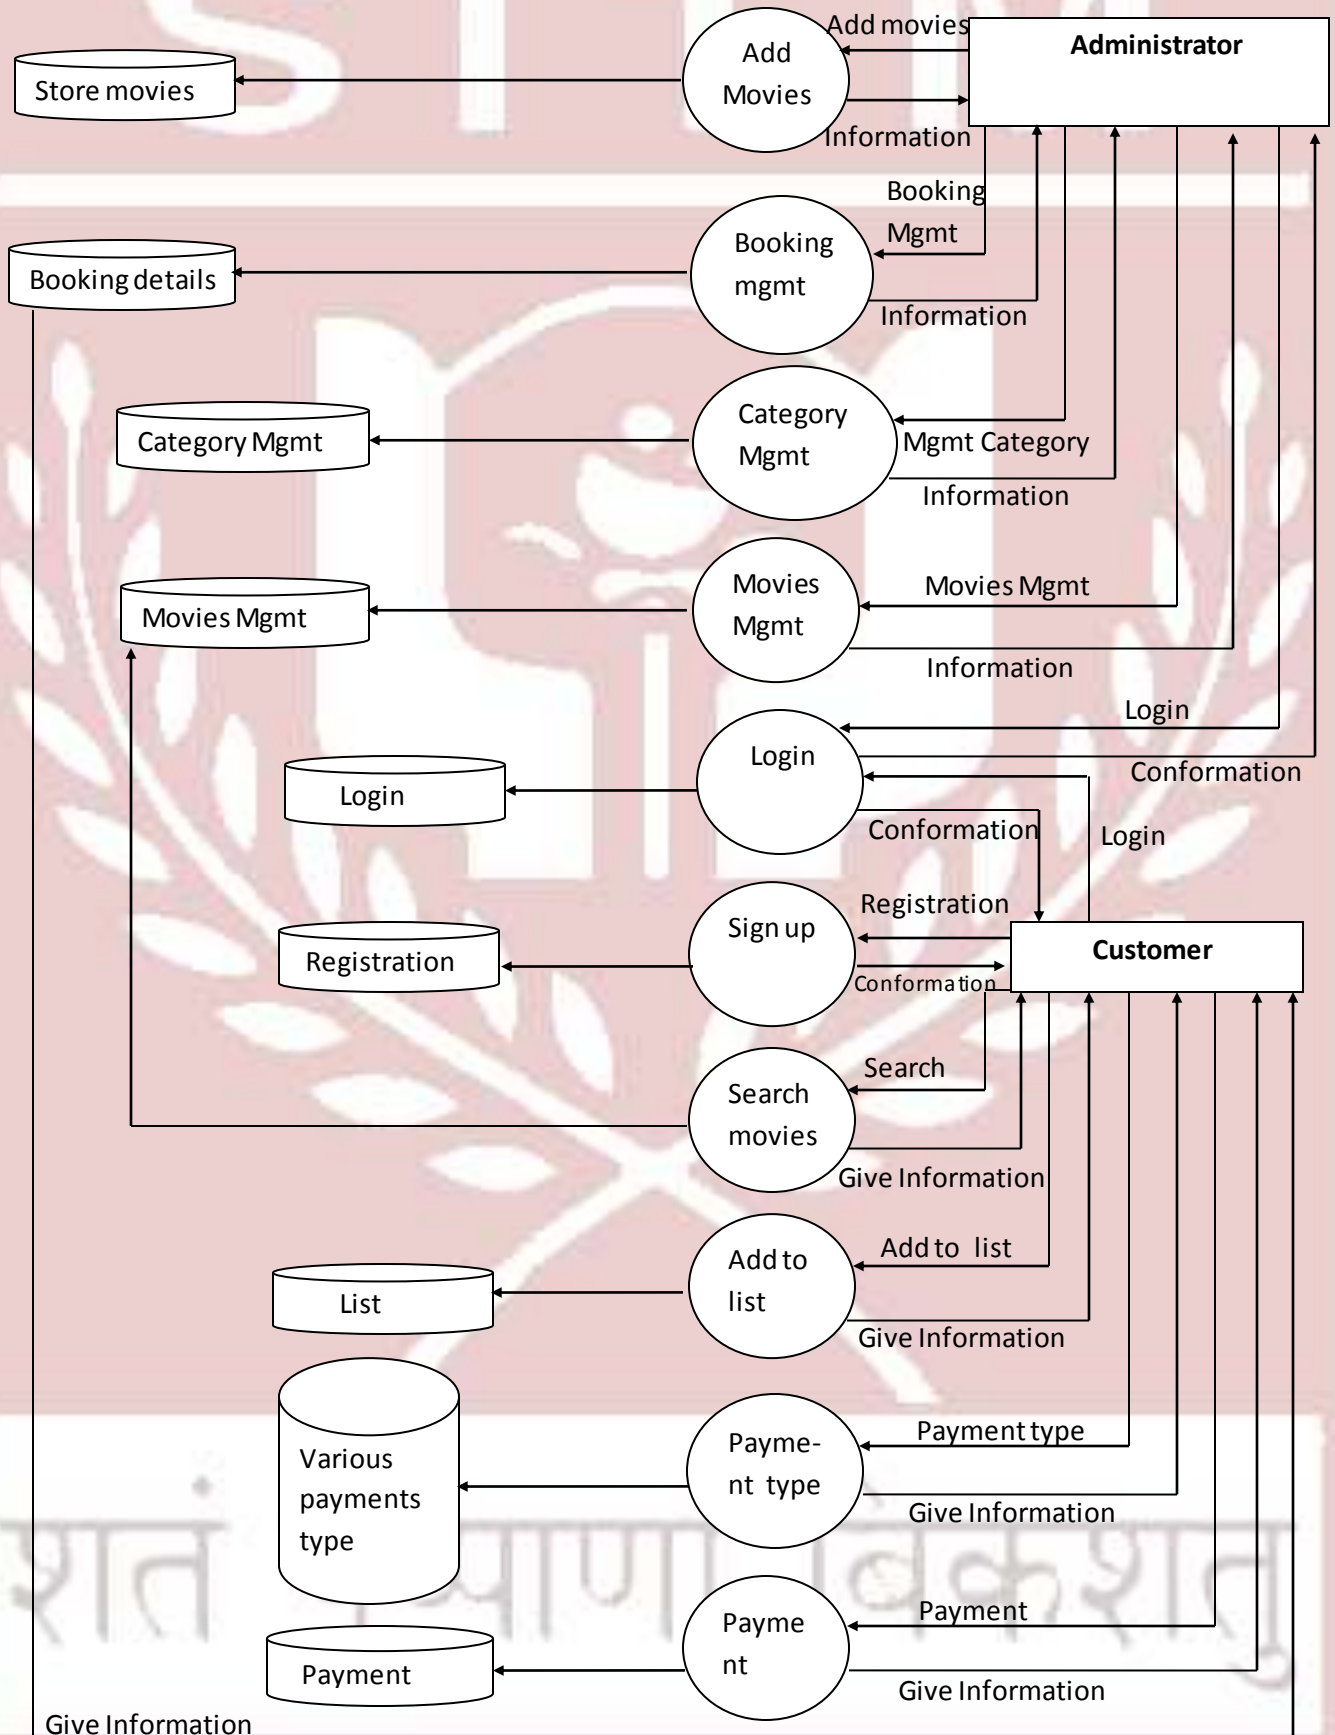 STTM
Add movies
Administrator
Add
Movies
Store movies
Information
Booking
Mgmt
Booking
mgmt
Booking details
Information
Category
Mgmt
Category Mgmt
Mgmt Category
Information
Movies
Mgmt
Movies Mgmt
Movies Mgmt
Information
Login
Login
Login
Conformation
Conformation
Login
Registration
Sign up
Customer
Registration
Conformation
Search
Search
movies
Give Information
Add to list
Add to
list
List
Give Information
Payment type
Payme-
nt type
Various
payments
type
Give Information
Payment
Payme
nt
Payment
Give Information
Give Information